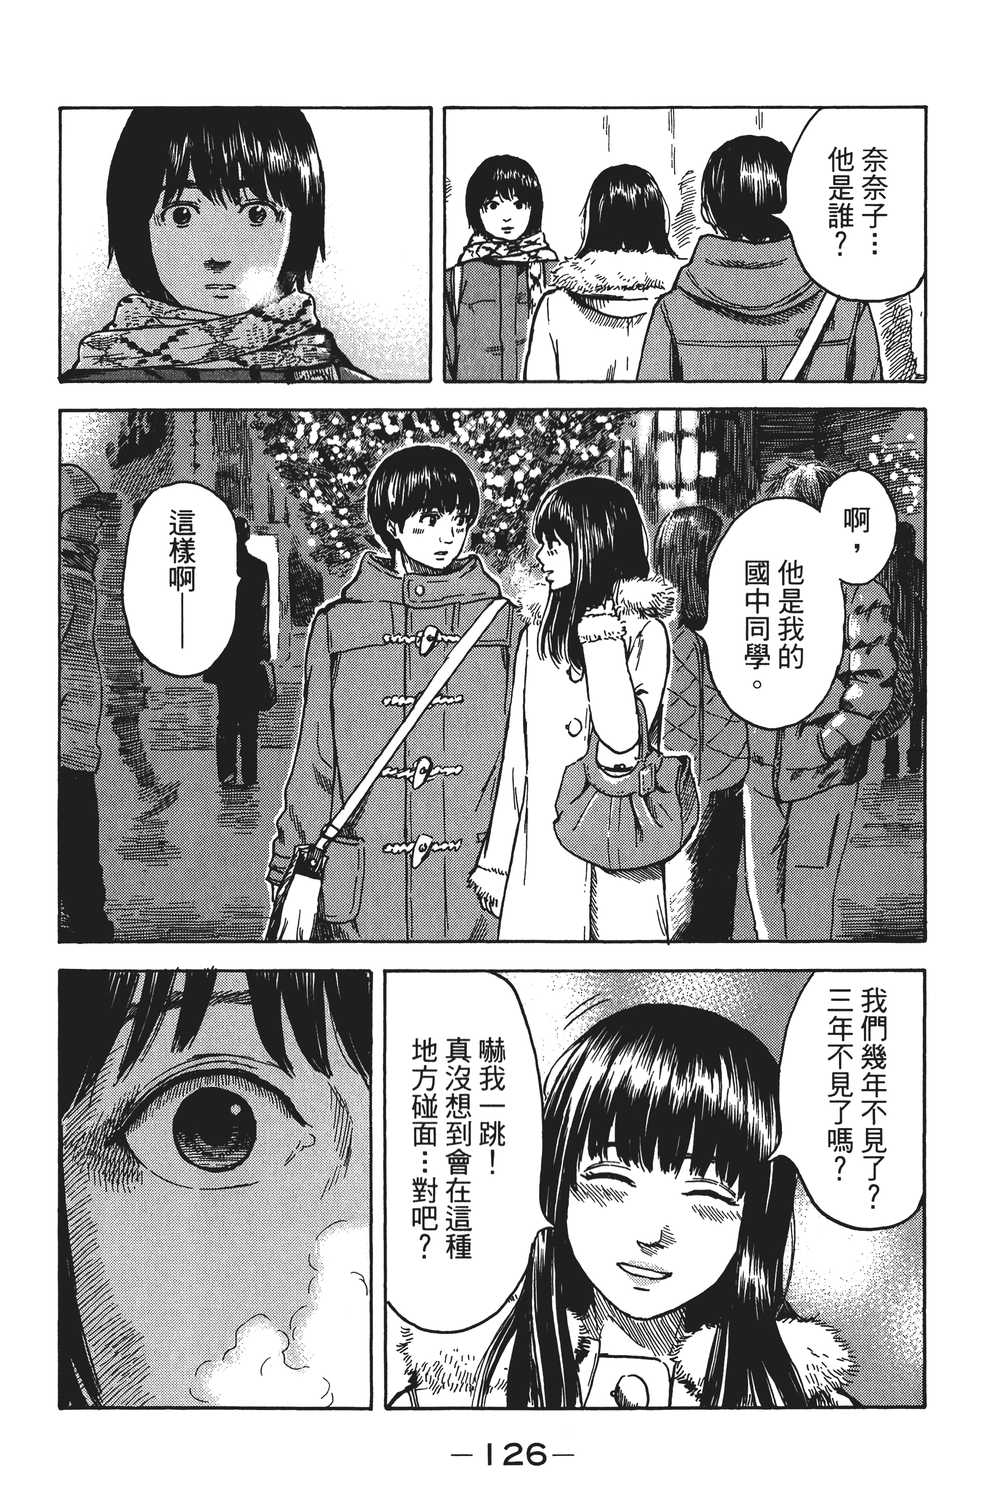 奈奈子…
他是誰？
啊，
他是我的
國中同學。
這樣啊——
我們幾年不見了？
三年不見了嗎？
嚇我一跳！
真沒想到會在這種
地方碰面…對吧？
—126—